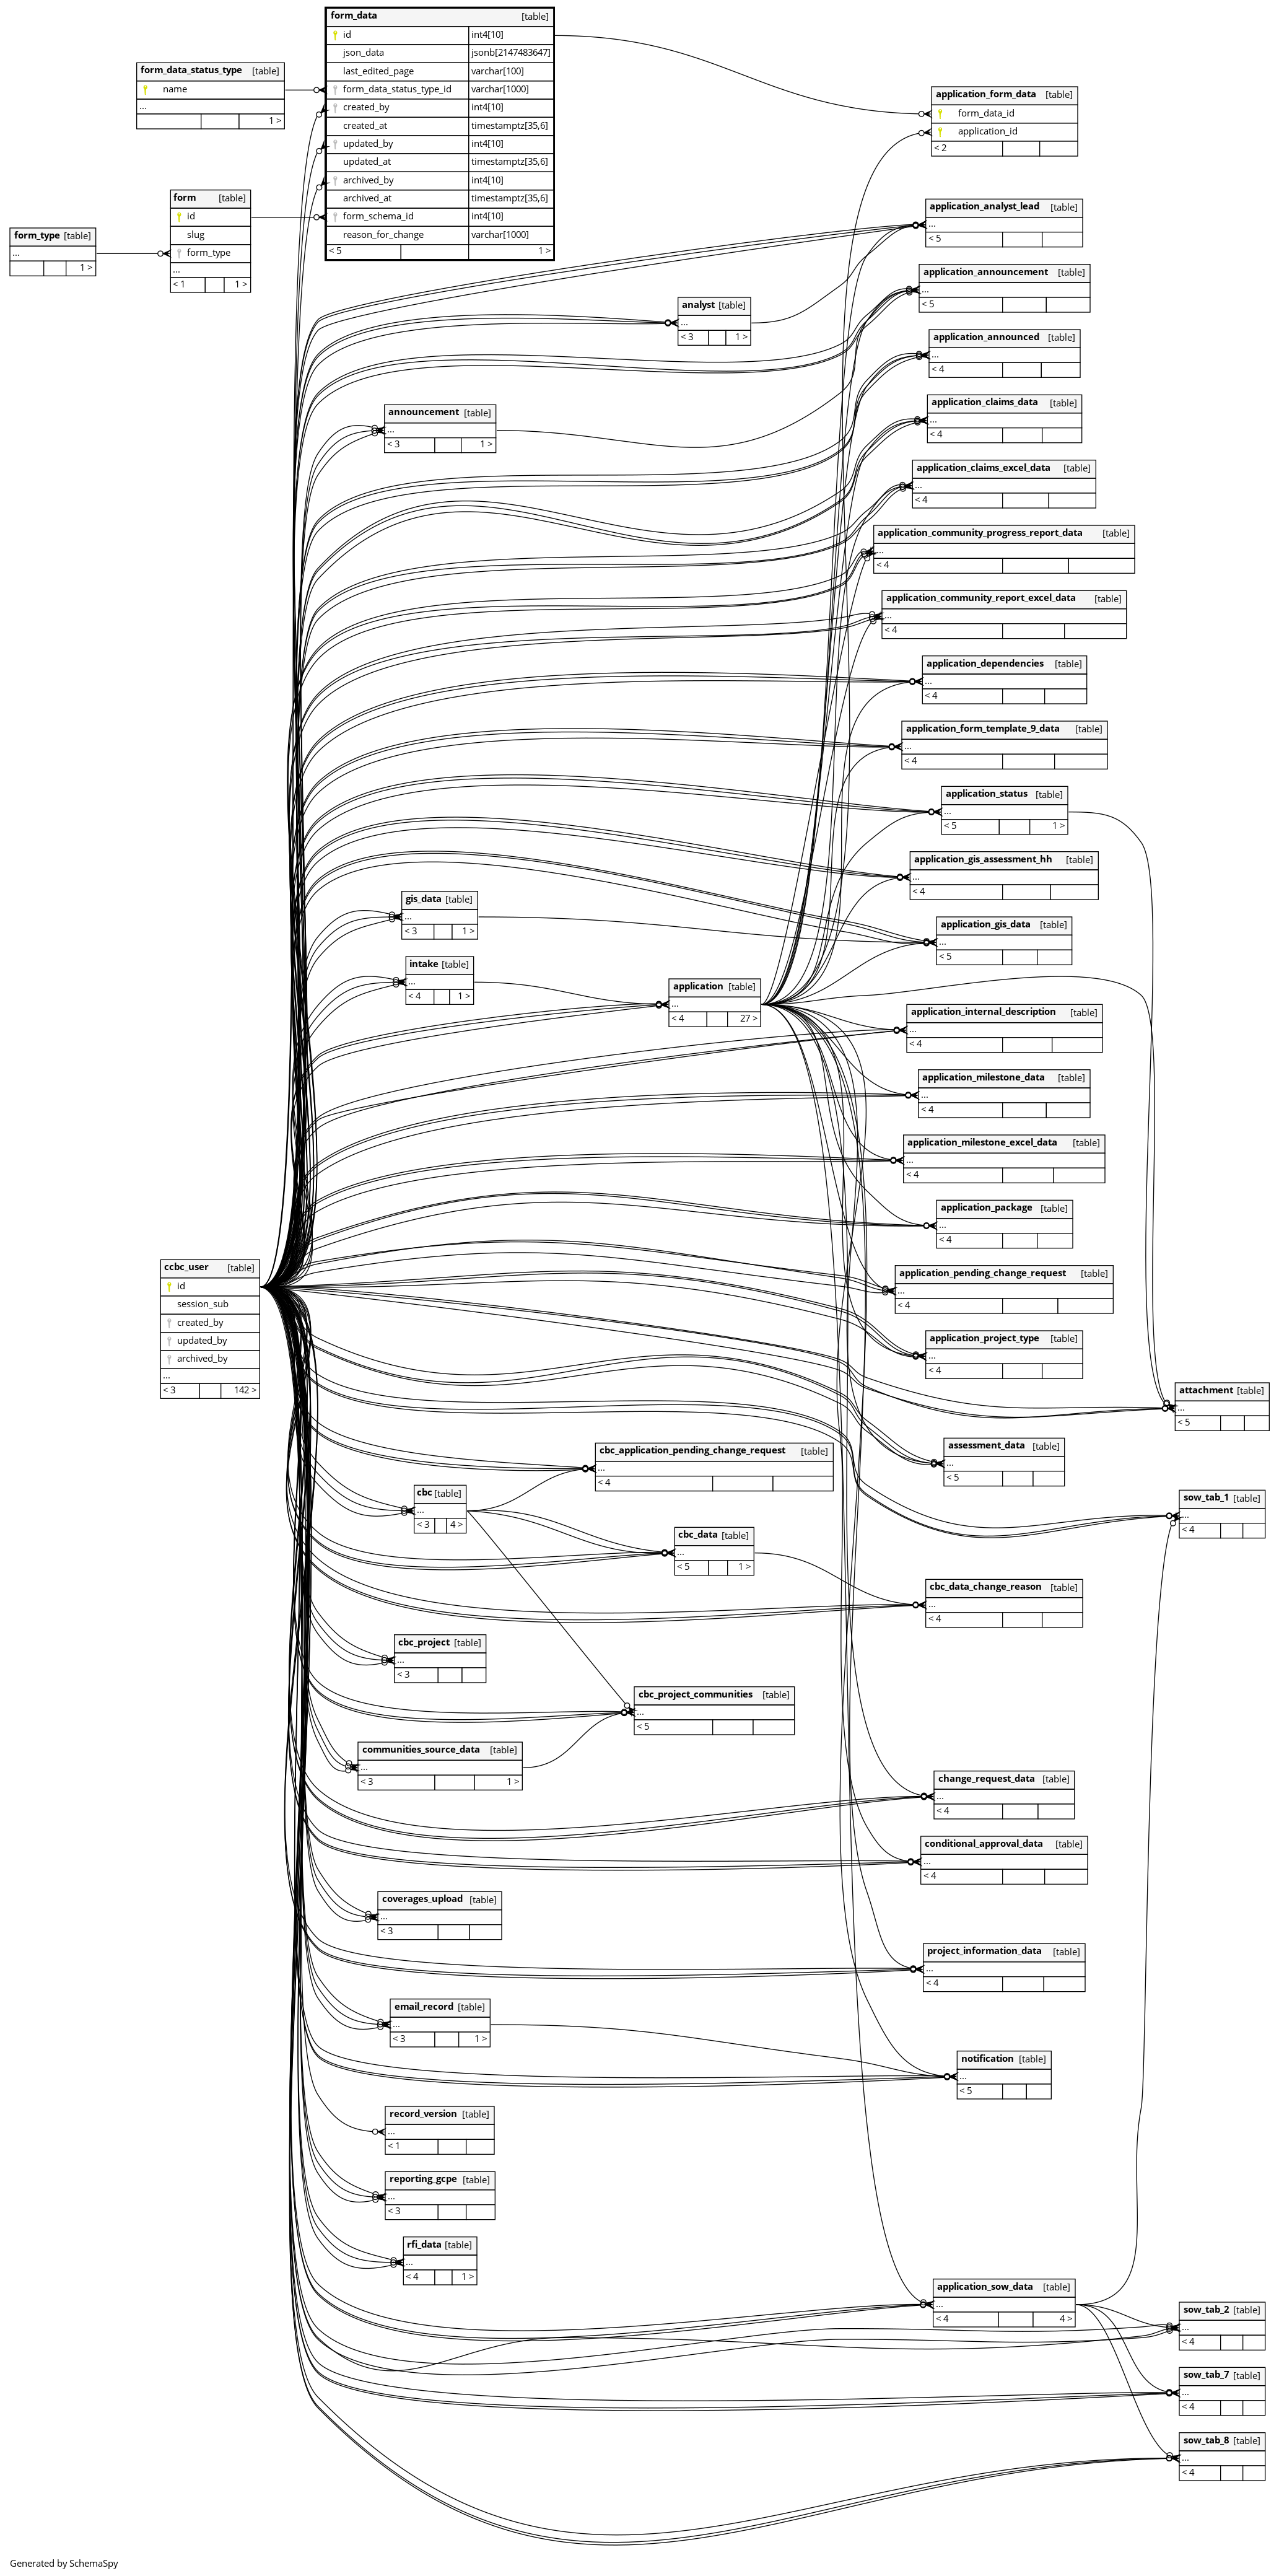 form_data [table]
id int4[10]
json_data jsonb[2147483647]
last_edited_page varchar[100]
form_data_status_type_id varchar[1000]
created_by int4[10]
created_at timestamptz[35,6]
updated_by int4[10]
updated_at timestamptz[35,6]
archived_by int4[10]
archived_at timestamptz[35,6]
form_schema_id int4[10]
reason_for_change varchar[1000]
< 5 1 >
form_data_status_type [table]
name
...
1 >
application_form_data [table]
form_data_id
application_id
< 2
form [table]
id
slug
form_type
...
< 1 1 >
form_type [table]
...
1 >
application_analyst_lead [table]
...
< 5
application_announcement [table]
...
< 5
analyst [table]
...
< 3 1 >
application_announced [table]
...
< 4
application_claims_data [table]
...
< 4
announcement [table]
...
< 3 1 >
application_claims_excel_data [table]
...
< 4
application_community_progress_report_data [table]
...
< 4
application_community_report_excel_data [table]
...
< 4
application_dependencies [table]
...
< 4
application_form_template_9_data [table]
...
< 4
application_status [table]
...
< 5 1 >
application_gis_assessment_hh [table]
...
< 4
gis_data [table]
...
< 3 1 >
application_gis_data [table]
...
< 5
intake [table]
...
< 4 1 >
application [table]
...
< 4 27 >
application_internal_description [table]
...
< 4
application_milestone_data [table]
...
< 4
application_milestone_excel_data [table]
...
< 4
application_package [table]
...
< 4
ccbc_user [table]
id
session_sub
created_by
updated_by
archived_by
...
< 3 142 >
application_pending_change_request [table]
...
< 4
application_project_type [table]
...
< 4
attachment [table]
...
< 5
assessment_data [table]
...
< 5
cbc_application_pending_change_request [table]
...
< 4
cbc [table]
...
< 3 4 >
sow_tab_1 [table]
...
< 4
cbc_data [table]
...
< 5 1 >
cbc_data_change_reason [table]
...
< 4
cbc_project [table]
...
< 3
cbc_project_communities [table]
...
< 5
communities_source_data [table]
...
< 3 1 >
change_request_data [table]
...
< 4
conditional_approval_data [table]
...
< 4
coverages_upload [table]
...
< 3
project_information_data [table]
...
< 4
email_record [table]
...
< 3 1 >
notification [table]
...
< 5
record_version [table]
...
< 1
reporting_gcpe [table]
...
< 3
rfi_data [table]
...
< 4 1 >
application_sow_data [table]
...
< 4 4 >
sow_tab_2 [table]
...
< 4
sow_tab_7 [table]
...
< 4
sow_tab_8 [table]
...
< 4
Generated by SchemaSpy